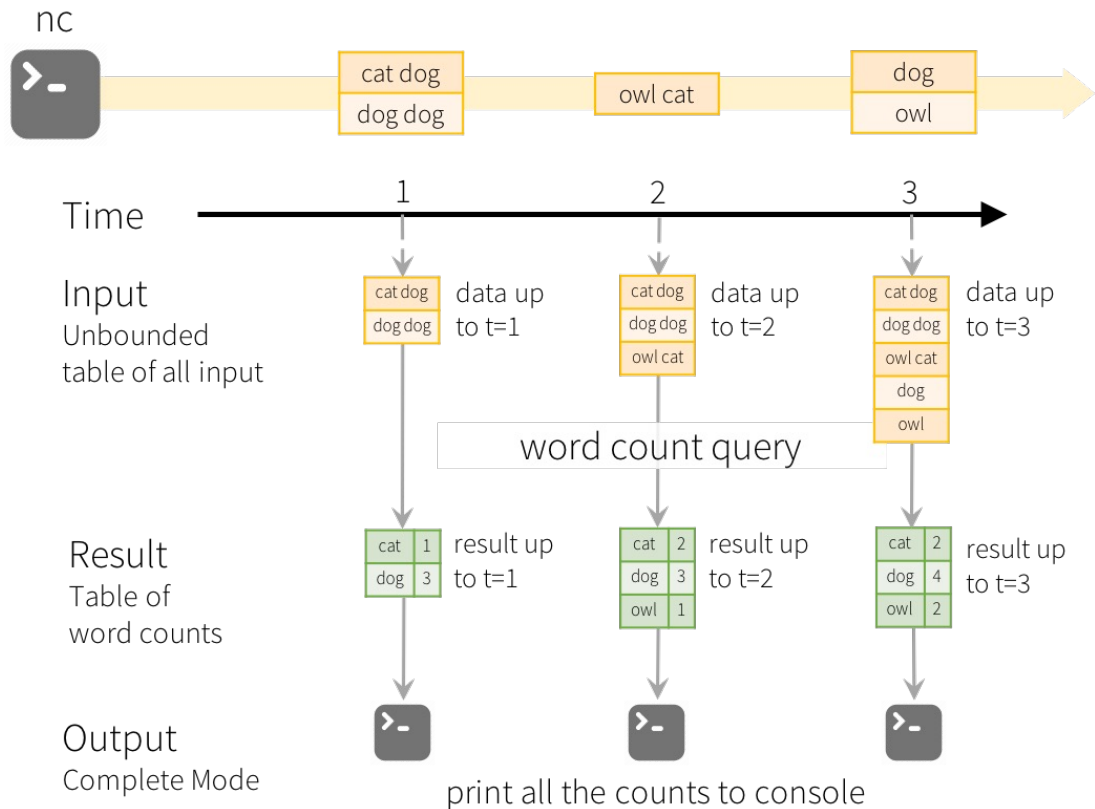 nc
>_
cat dog
dog dog
owl cat
dog
owl
Time
1
2
3
Input
Unbounded
table of all input
cat dog
dog dog
data up
to t=1
cat dog
dog dog
owl cat
data up
to t=2
cat dog
dog dog
owl cat
dog
owl
data up
to t=3
word count query
Result
Table of
word counts
cat 1
dog 3
result up
to t=1
cat 2
dog 3
owl 1
result up
to t=2
cat 2
dog 4
owl 2
result up
to t=3
Output
Complete Mode
>_
>_
>_
print all the counts to console